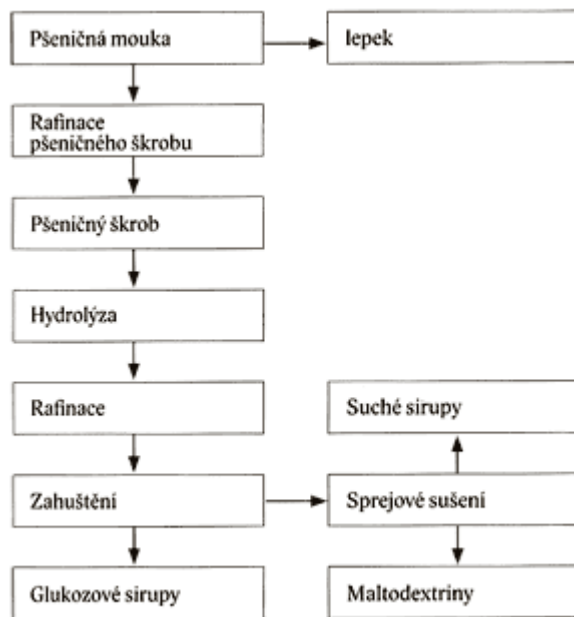 Pšeničná mouka
lepek
Rafinace
pšeničného škrobu
Pšeničný škrob
Hydrolýza
Rafinace
Suché sirupy
Zahuštění
Sprejové sušení
Glukozové sirupy
Maltodextriny